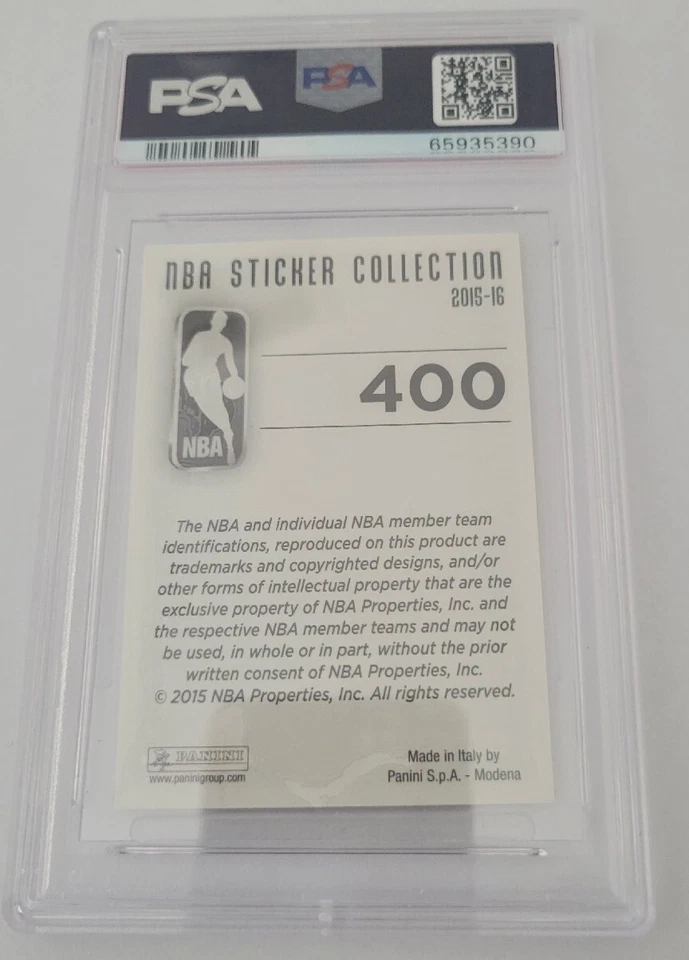 PSA
PSA
65935390
NBA STICKER COLLECTION
2015-16
400
NBA
The NBA and individual NBA member team
identifications, reproduced on this product are
trademarks and copyrighted designs, and/or
other forms of intellectual property that are the
exclusive property of NBA Properties, Inc. and
the respective NBA member teams and may not
be used, in whole or in part, without the prior
written consent of NBA Properties, Inc.
© 2015 NBA Properties, Inc. All rights reserved.
PANINI
www.paninigroup.com
Made in Italy by
Panini S.p.A. - Modena